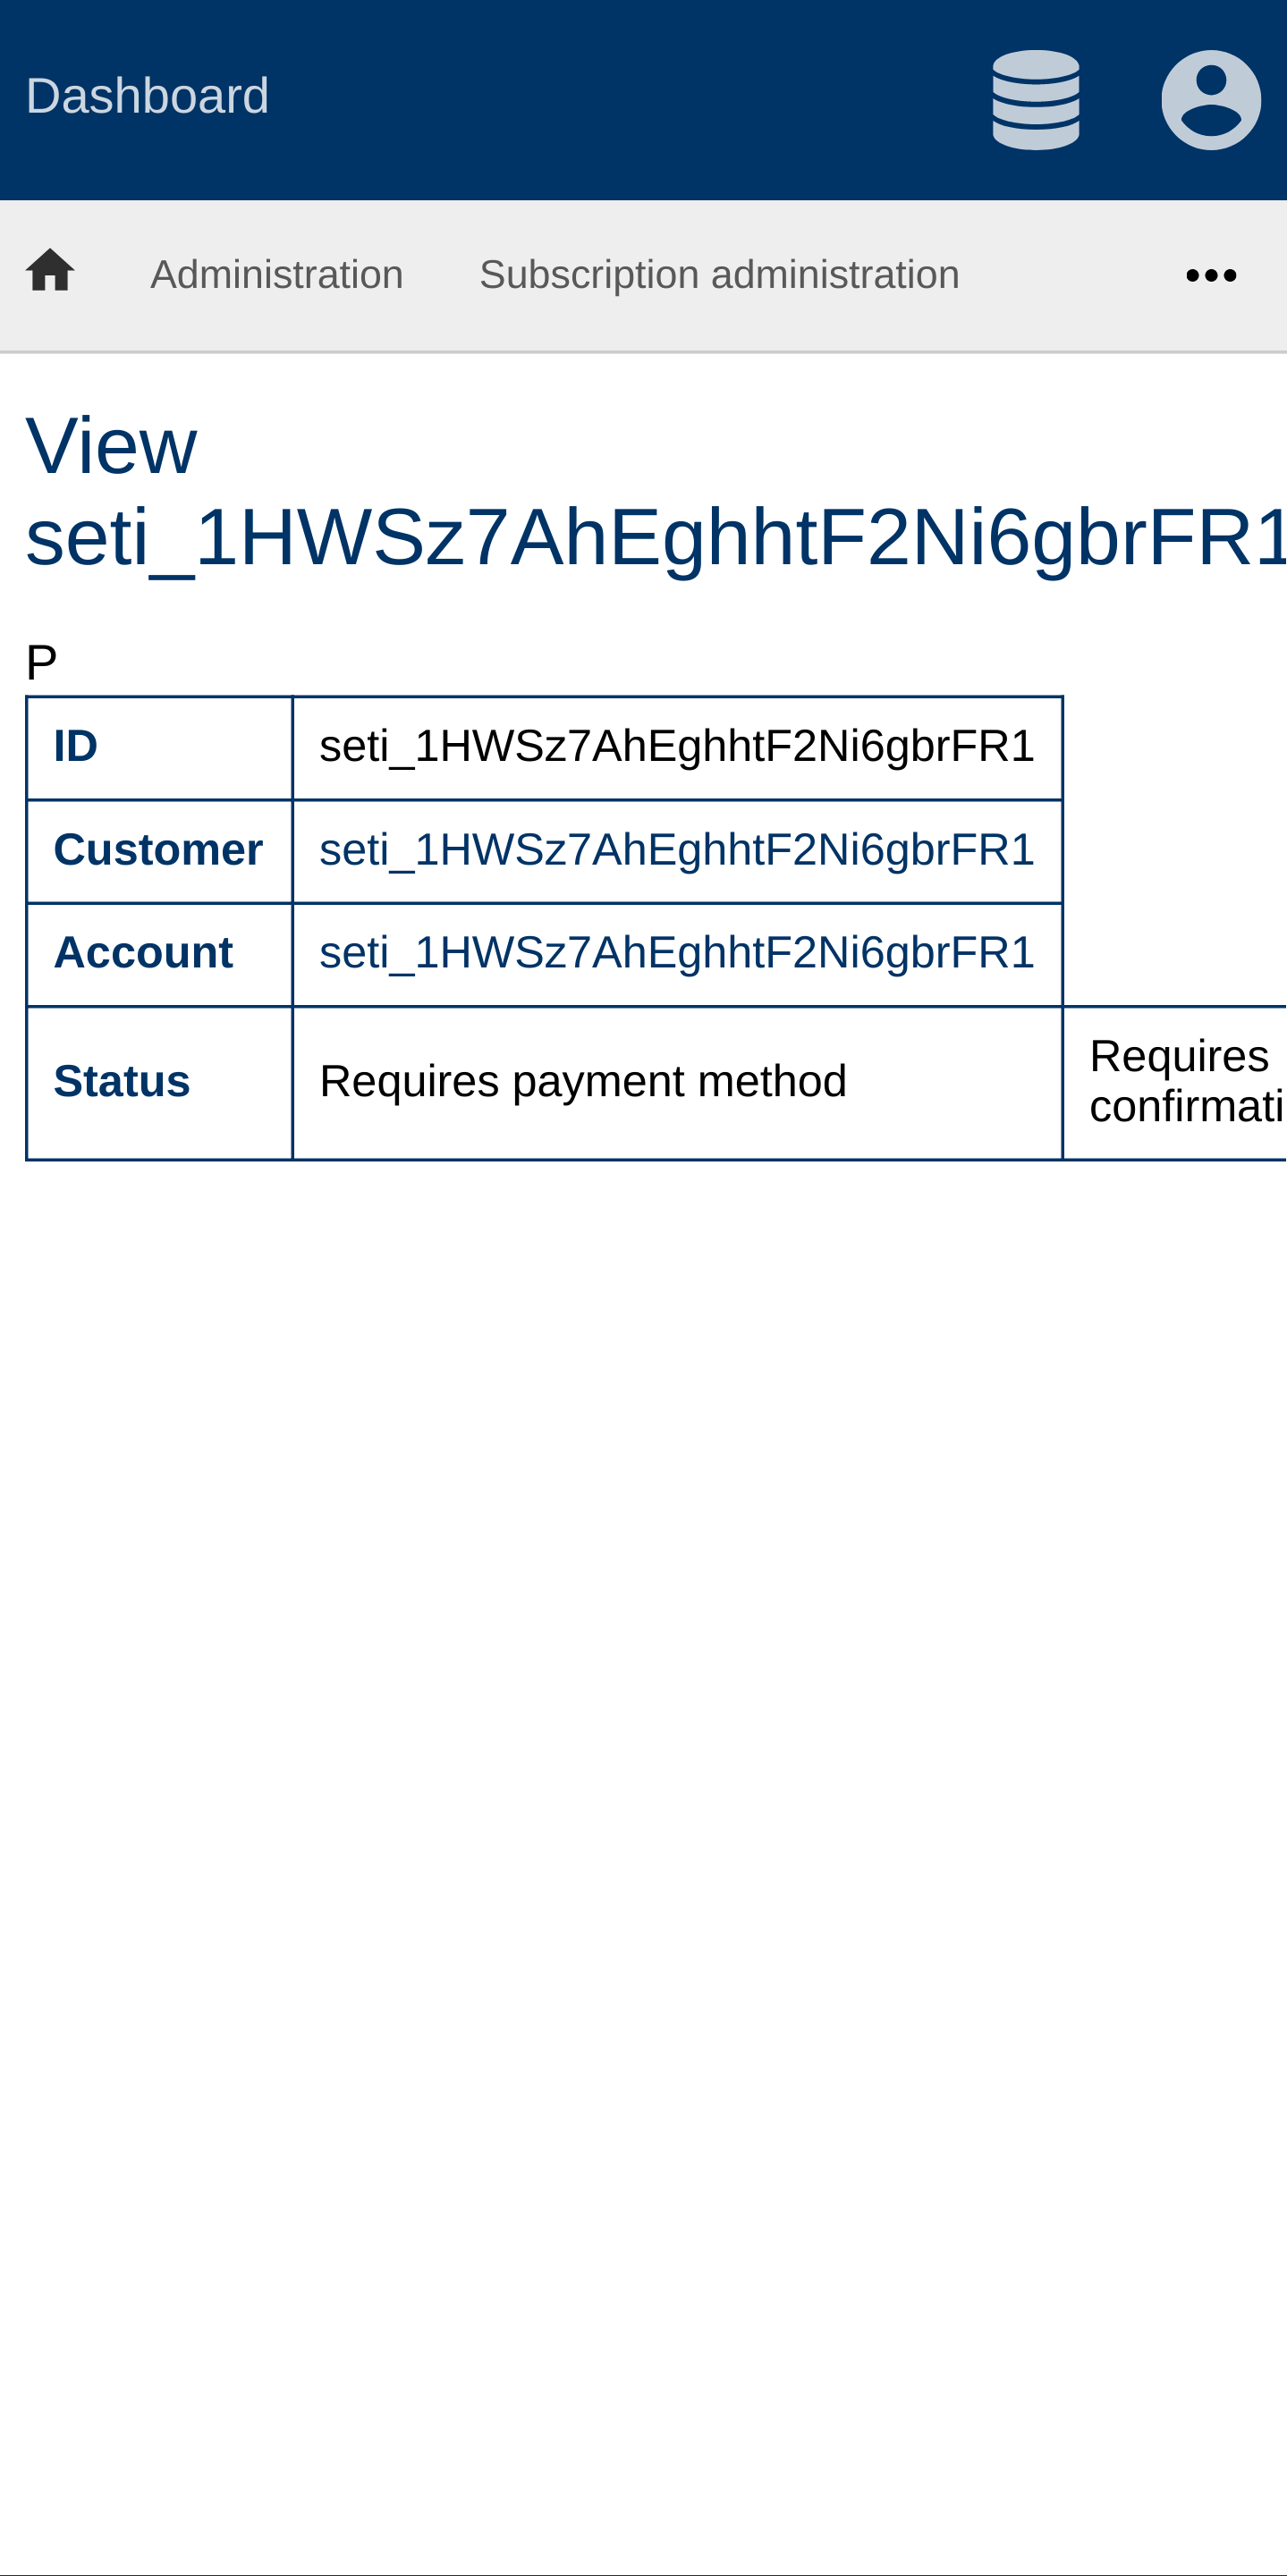 Dashboard
Administration Subscription administration •••
View
seti_1HWSz7AhEghhtF2Ni6gbrFR1
P
ID seti_1HWSz7AhEghhtF2Ni6gbrFR1
Customer seti_1HWSz7AhEghhtF2Ni6gbrFR1
Account seti_1HWSz7AhEghhtF2Ni6gbrFR1
Status Requires payment method Requires
confirmati